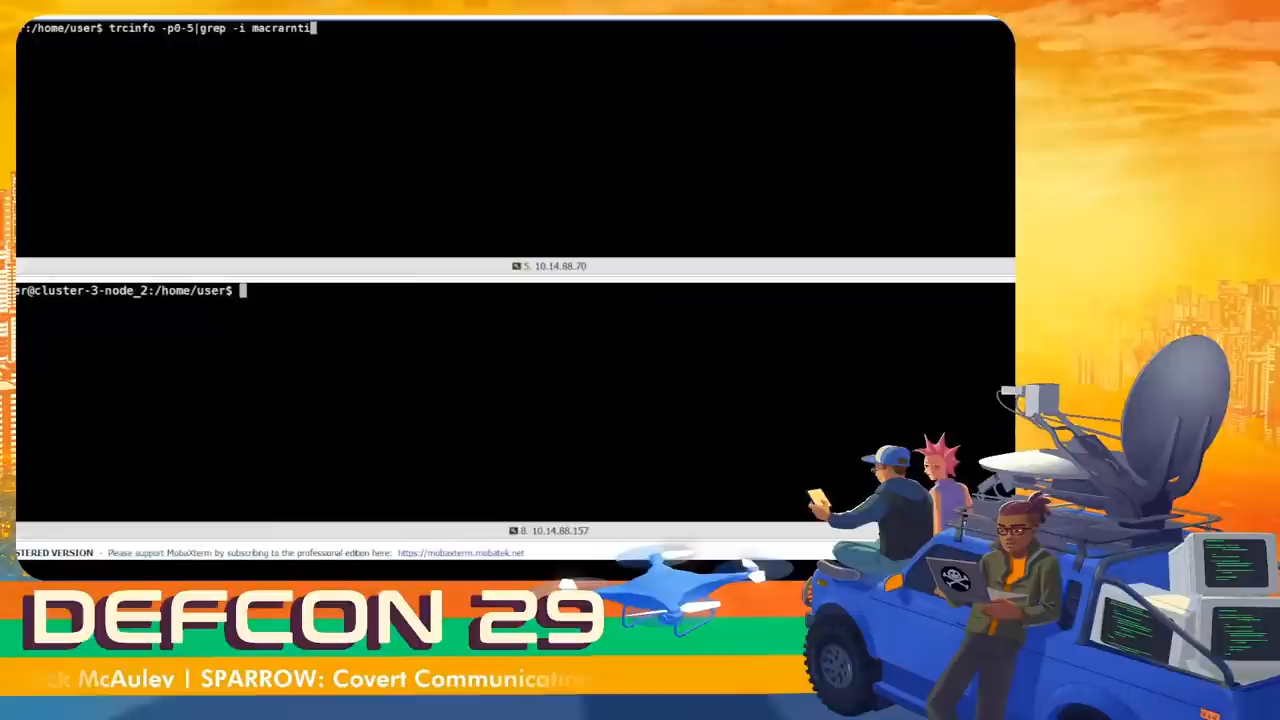 r:/home/user$ trcinfo -p0-5|grep -i macrarnti
5. 10.14.88.70
er@cluster-3-node_2:/home/user$
8. 10.14.88.157
STERED VERSION - Please support MobaXterm by subscribing to the professional edition here: https://mobaxterm.mobatek.net
DEFCON 29
ck McAuley | SPARROW: Covert Communicatio